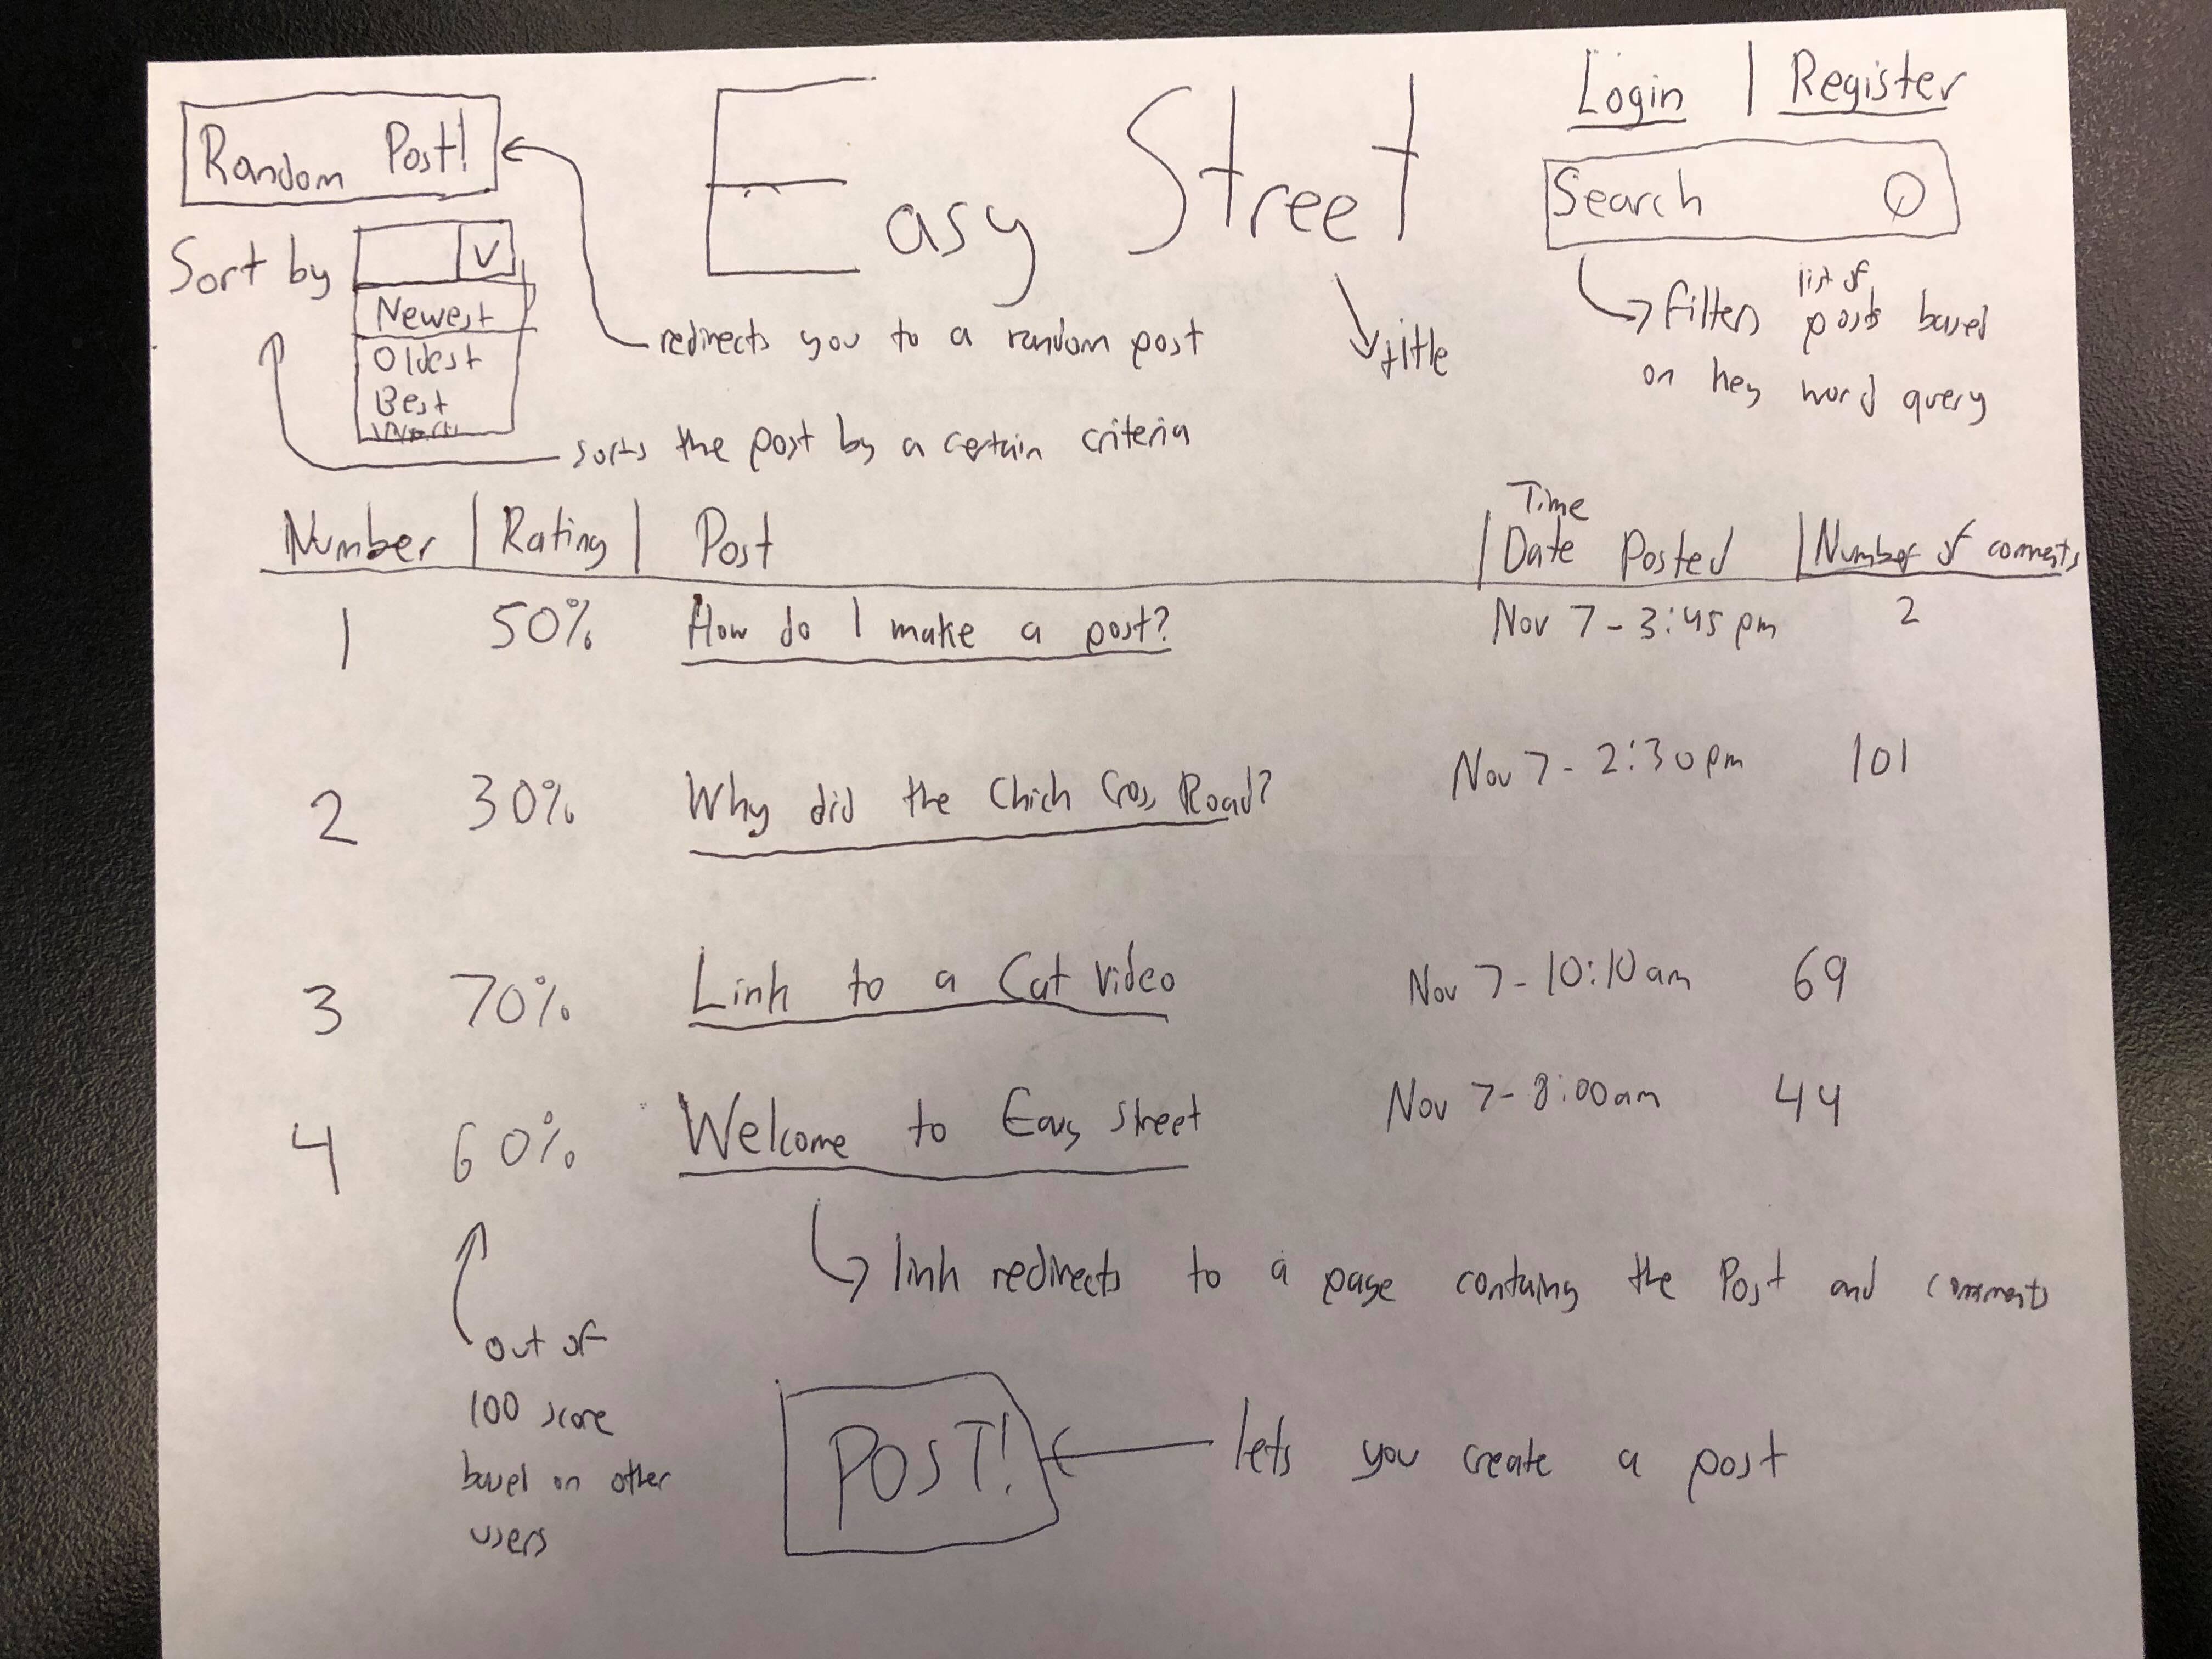 Login | Register
Random Post!
Easy Street
Search
Sort by
V
Newest
Oldest
Best
redirects you to a random post
title
filters list of posts based
on key word query
sorts the post by a certain criteria
Number | Rating | Post | Time Date Posted | Number of comments
1 50% How do I make a post? Nov 7 - 3:45 pm 2
2 30% Why did the Chick Cross Road? Nov 7 - 2:30 pm 101
3 70% Link to a Cat Video Nov 7 - 10:10 am 69
4 60% Welcome to Easy Street Nov 7 - 8:00 am 44
link redirects to a page containg the Post and comments
out of
100 score
based on other
users
POST!
lets you create a post